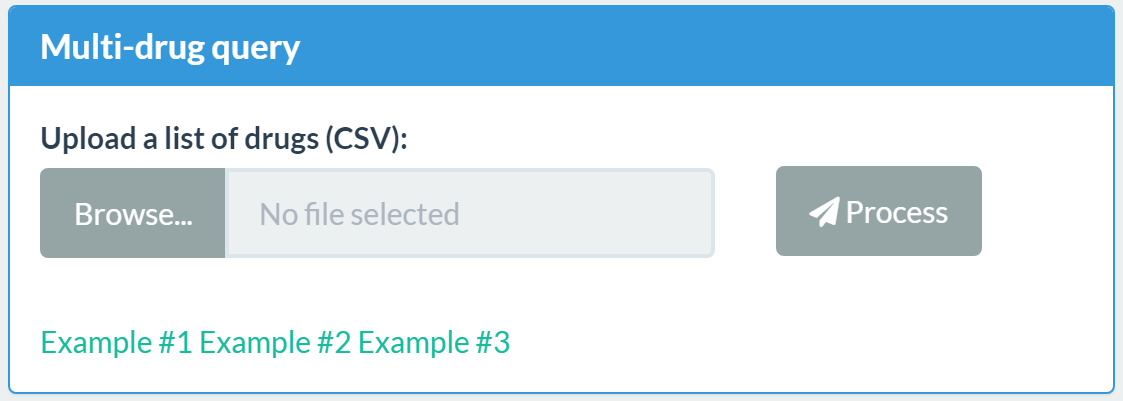 Multi-drug query
Upload a list of drugs (CSV):
Browse... No file selected Process
Example #1 Example #2 Example #3